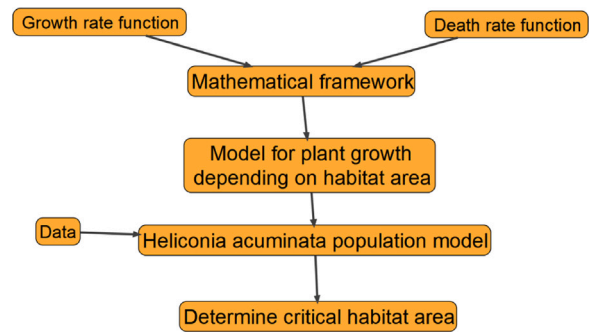 Growth rate function
Death rate function
Mathematical framework
Model for plant growth
depending on habitat area
Data
Heliconia acuminata population model
Determine critical habitat area